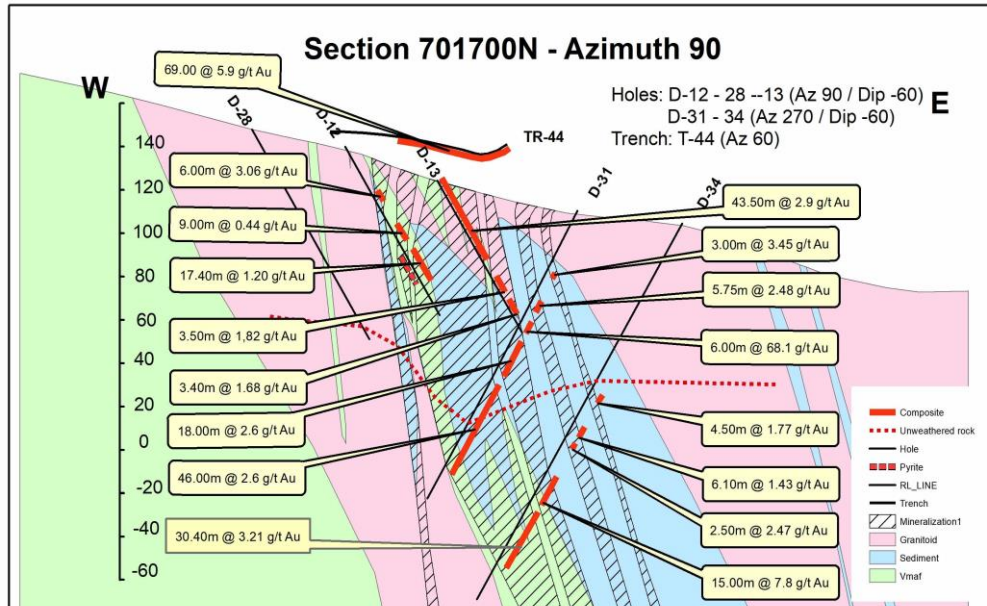 Section 701700N - Azimuth 90
69.00 @ 5.9 g/t Au
W
E
Holes: D-12 - 28 --13 (Az 90 / Dip -60)
D-31 - 34 (Az 270 / Dip -60)
Trench: T-44 (Az 60)
D-28
D-12
TR-44
D-13
D-31
D-34
140
120
100
80
60
40
20
0
-20
-40
-60
6.00m @ 3.06 g/t Au
9.00m @ 0.44 g/t Au
17.40m @ 1.20 g/t Au
3.50m @ 1,82 g/t Au
3.40m @ 1.68 g/t Au
18.00m @ 2.6 g/t Au
46.00m @ 2.6 g/t Au
30.40m @ 3.21 g/t Au
43.50m @ 2.9 g/t Au
3.00m @ 3.45 g/t Au
5.75m @ 2.48 g/t Au
6.00m @ 68.1 g/t Au
4.50m @ 1.77 g/t Au
6.10m @ 1.43 g/t Au
2.50m @ 2.47 g/t Au
15.00m @ 7.8 g/t Au
Composite
Unweathered rock
Hole
Pyrite
RL_LINE
Trench
Mineralization1
Granitoid
Sediment
Vmaf